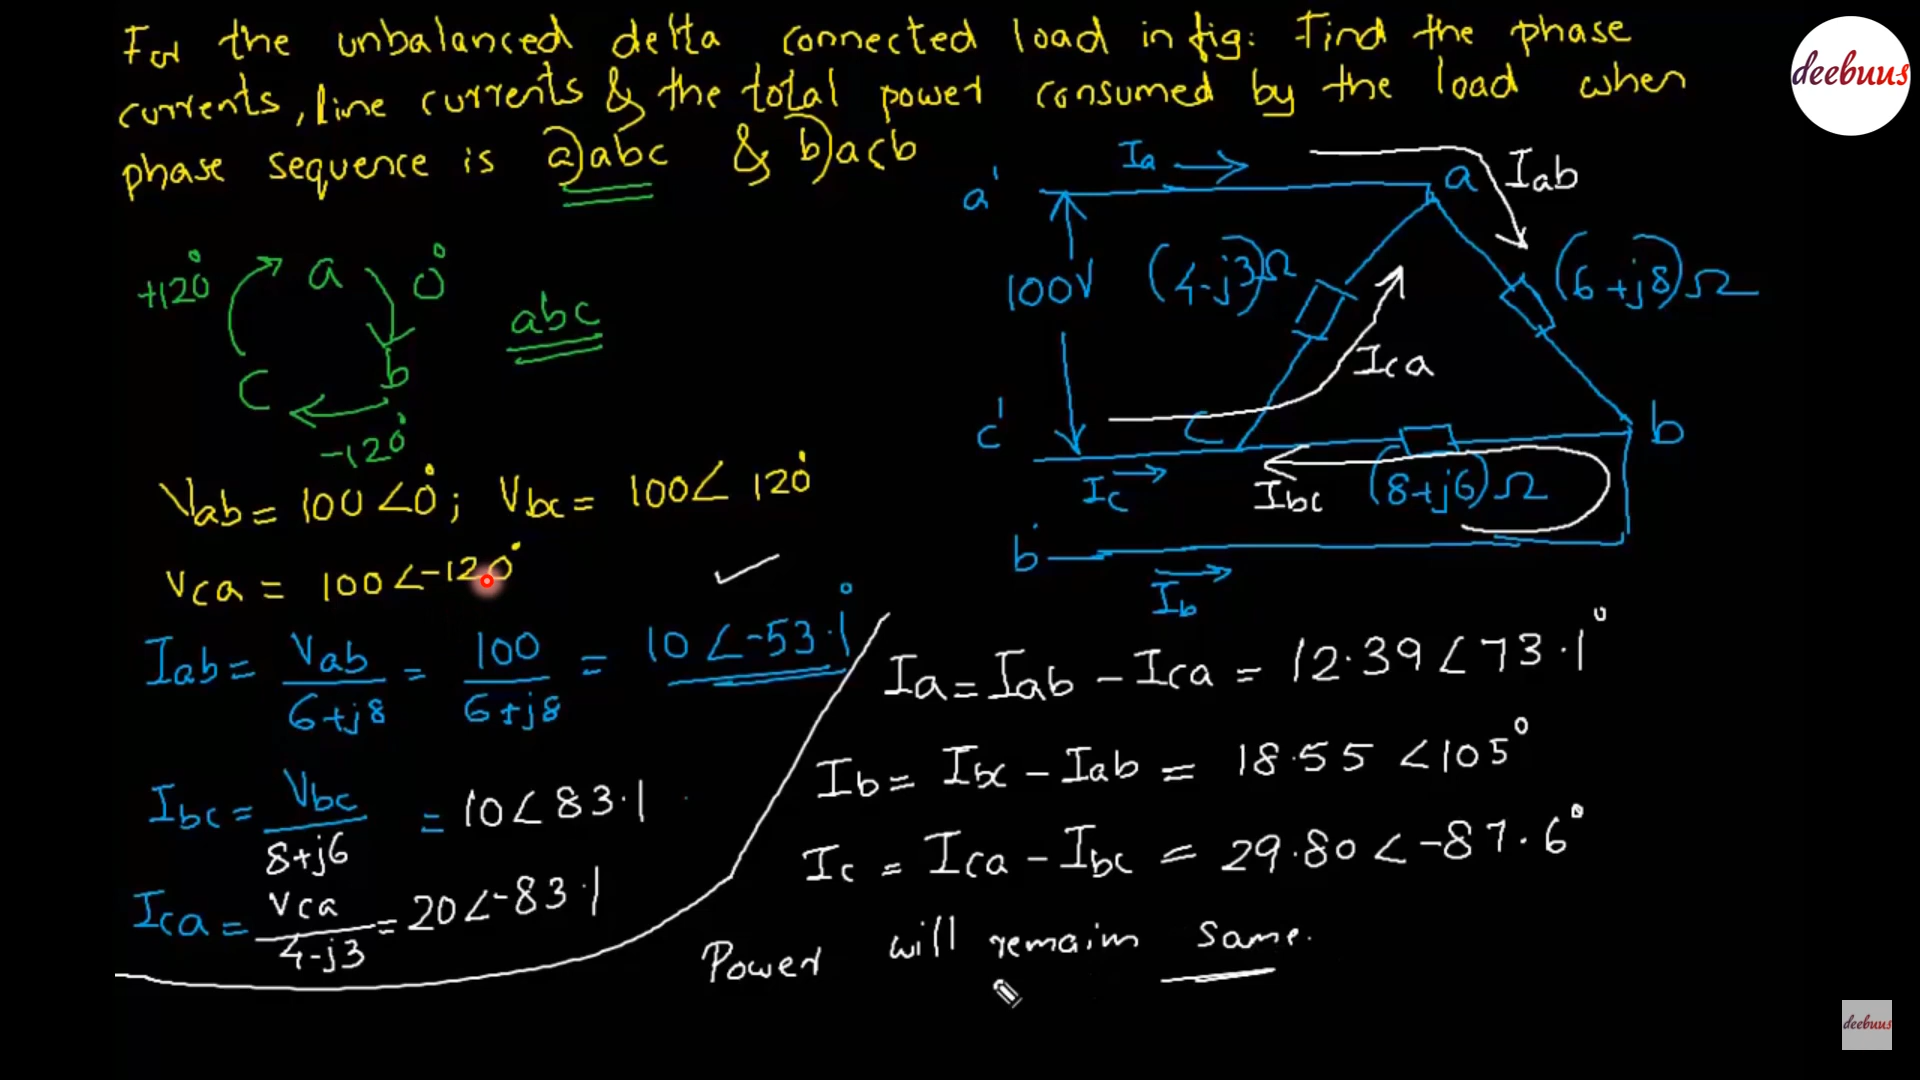 For the unbalanced delta connected load in fig: Find the phase
currents, line currents & the total power consumed by the load when
phase sequence is a) abc & b) acb
deebuus
Ia
a'
a
Iab
100V
(4-j3)Ω
(6+j8)Ω
Ica
c'
c
b
Ic
Ibc
(8+j6)Ω
b'
Ib
+120°
a
0°
abc
c
b
-120°
Vab = 100∠0°; Vbc = 100∠120°
Vca = 100∠-120°
Iab = Vab/6+j8 = 100/6+j8 = 10∠-53.1°
Ibc = Vbc/8+j6 = 10∠83.1
Ica = Vca/4-j3 = 20∠-83.1
Ia = Iab - Ica = 12.39∠73.1°
Ib = Ibc - Iab = 18.55∠105°
Ic = Ica - Ibc = 29.80∠-87.6°
Power will remain same.
deebuus